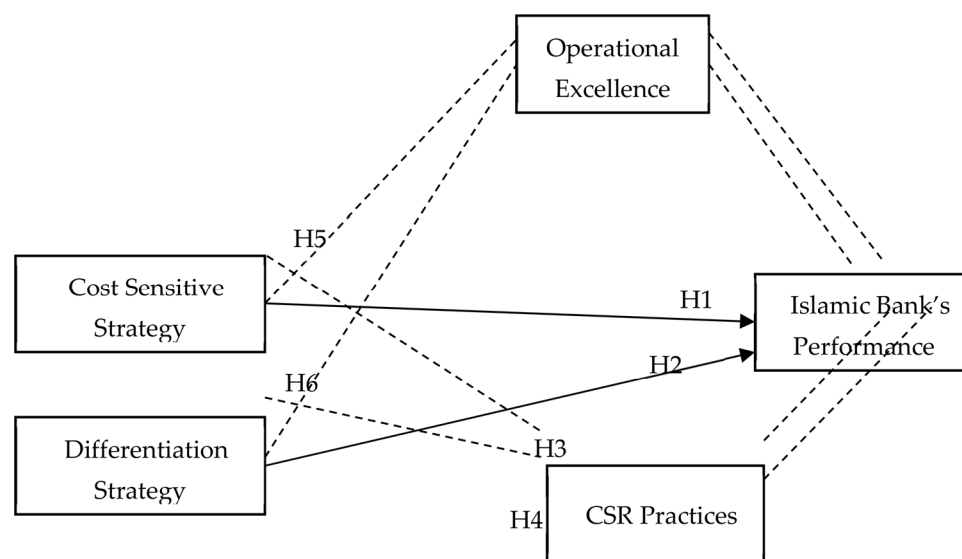 Operational
Excellence
H5
Cost Sensitive
Strategy
H1
Islamic Bank's
Performance
H2
H6
Differentiation
Strategy
H3
H4
CSR Practices